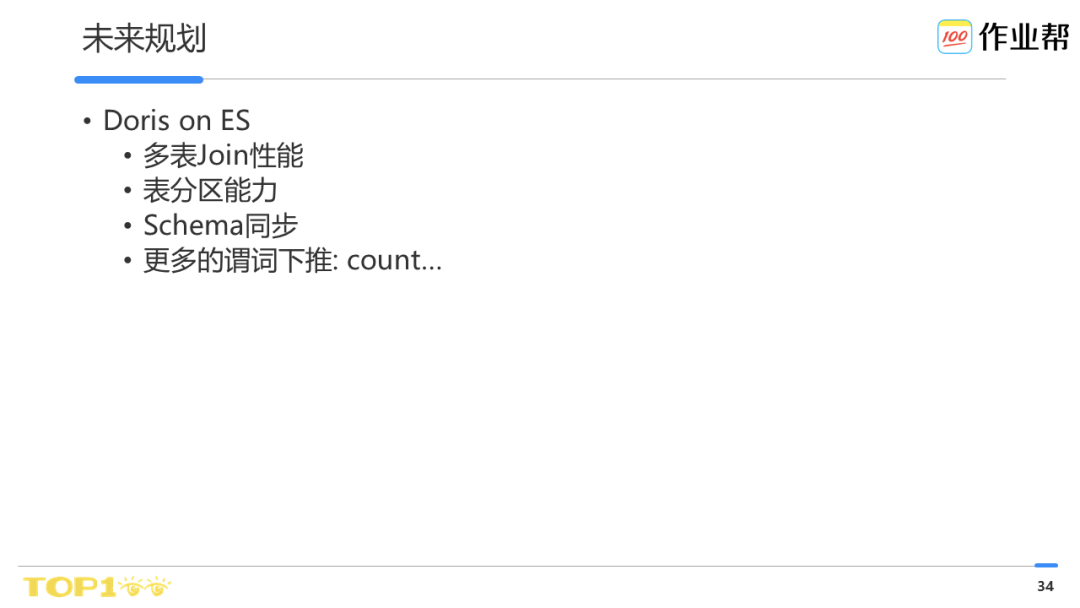 未来规划
100 作业帮
• Doris on ES
• 多表Join性能
• 表分区能力
• Schema同步
• 更多的谓词下推: count...
TOP100
34